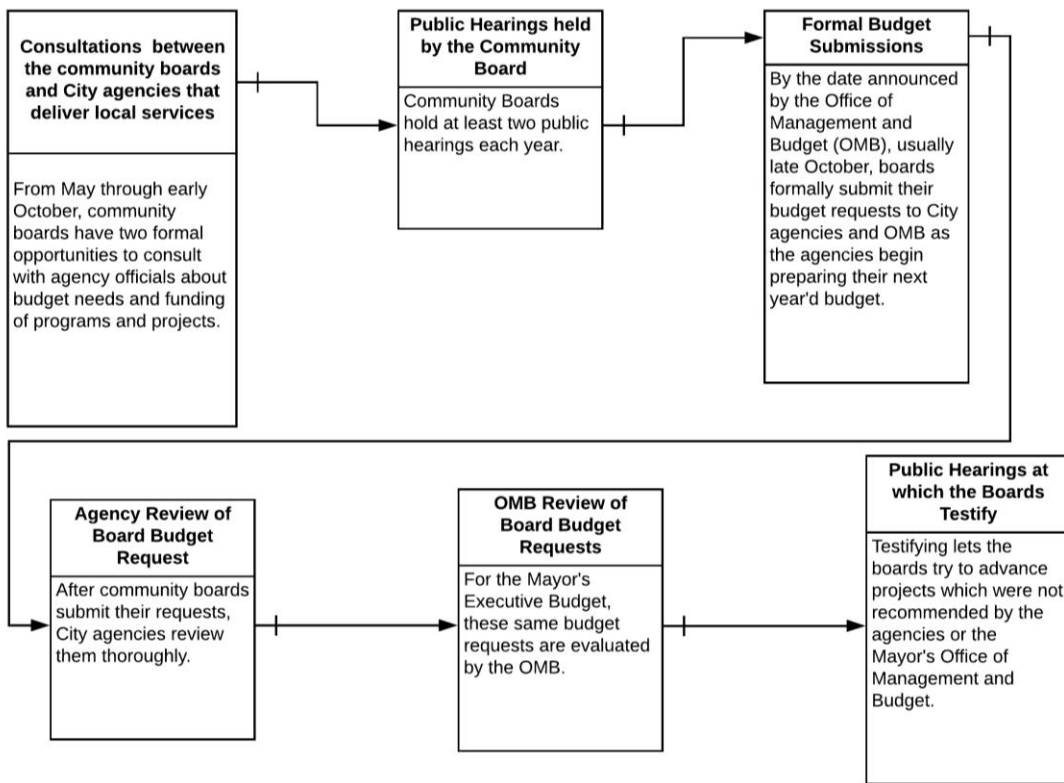 Consultations between
the community boards
and City agencies that
deliver local services
From May through early
October, community
boards have two formal
opportunities to consult
with agency officials about
budget needs and funding
of programs and projects.
Public Hearings held
by the Community
Board
Community Boards
hold at least two public
hearings each year.
Formal Budget
Submissions
By the date announced
by the Office of
Management and
Budget (OMB), usually
late October, boards
formally submit their
budget requests to City
agencies and OMB as
the agencies begin
preparing their next
year'd budget.
Agency Review of
Board Budget
Request
After community boards
submit their requests,
City agencies review
them thoroughly.
OMB Review of
Board Budget
Requests
For the Mayor's
Executive Budget,
these same budget
requests are evaluated
by the OMB.
Public Hearings at
which the Boards
Testify
Testifying lets the
boards try to advance
projects which were not
recommended by the
agencies or the
Mayor's Office of
Management and
Budget.